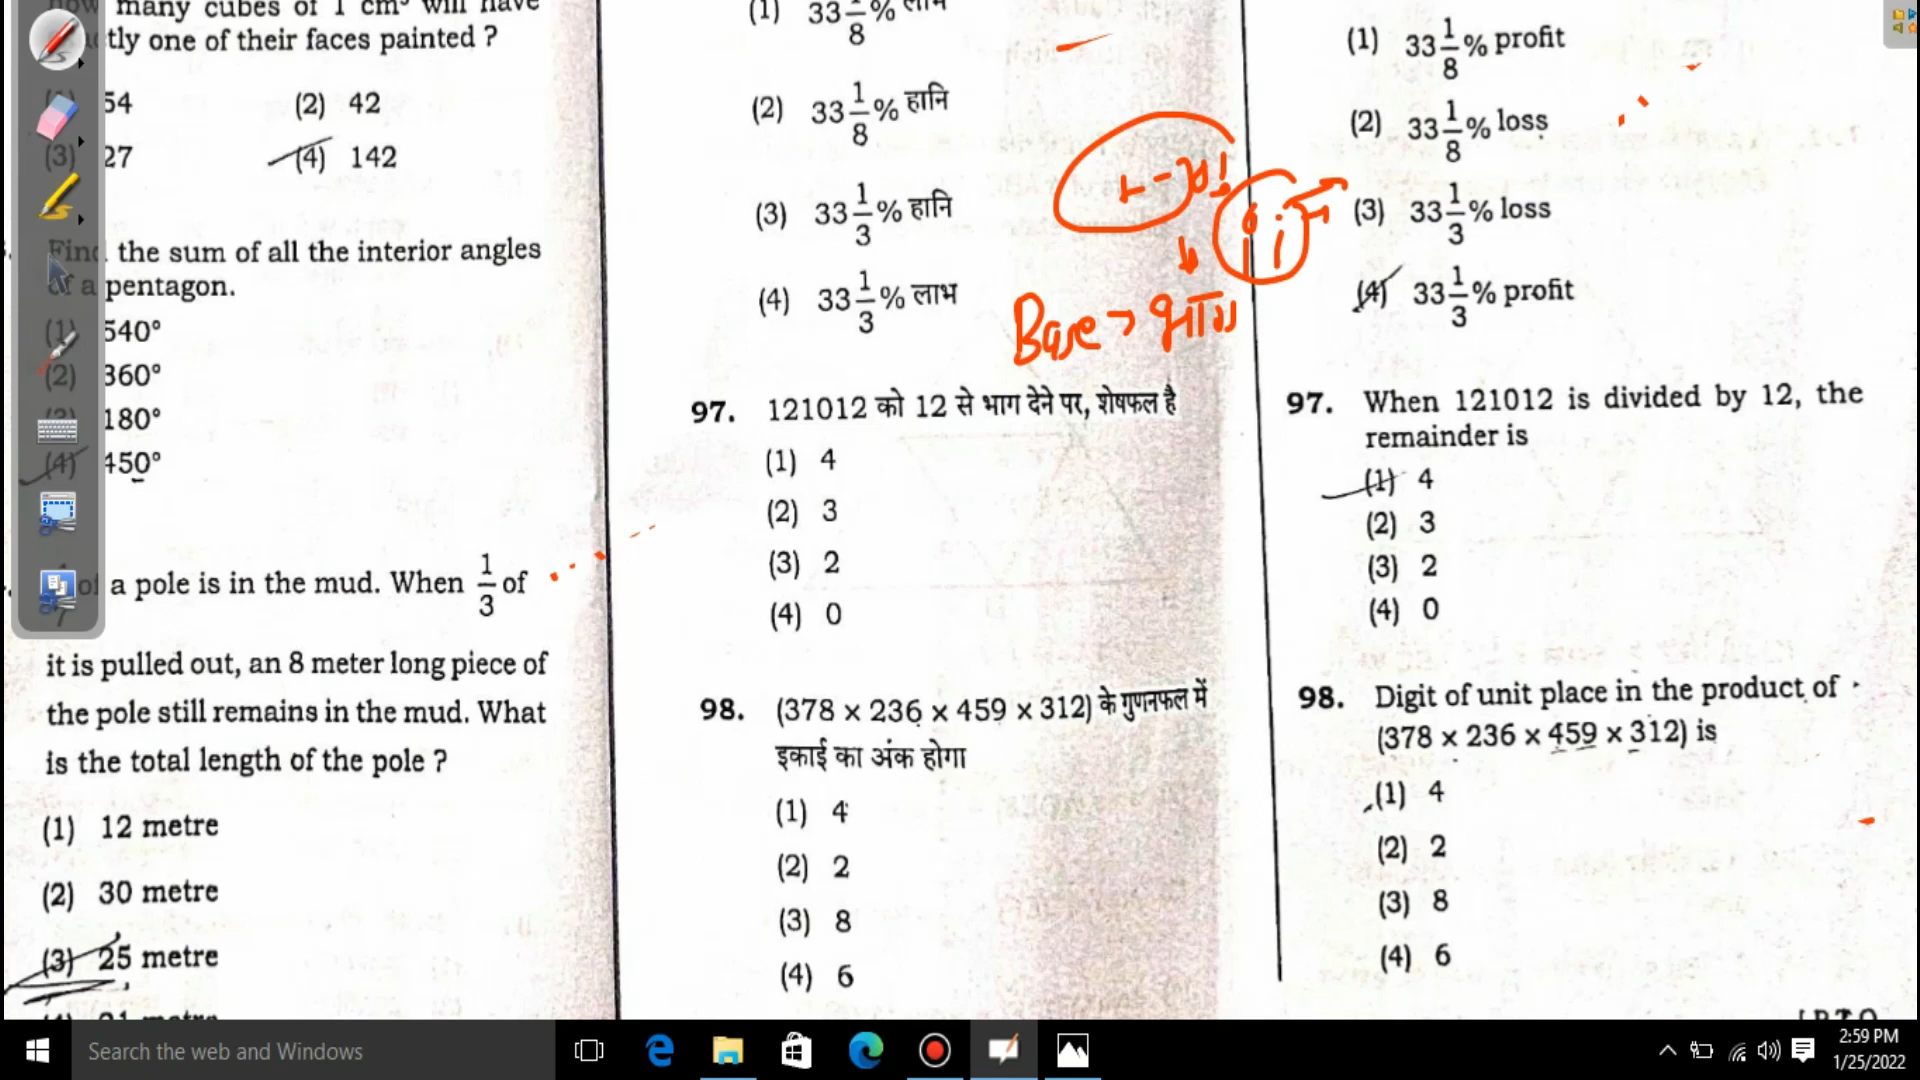 many cubes of 1 cm³ will have
tly one of their faces painted ?
54
(2) 42
(3) 27
(4) 142
Find the sum of all the interior angles
of a pentagon.
(1) 540°
(2) 360°
180°
(4) 450°
of a pole is in the mud. When 1/3 of
it is pulled out, an 8 meter long piece of
the pole still remains in the mud. What
is the total length of the pole ?
(1) 12 metre
(2) 30 metre
(3) 25 metre
(1) 33 1/8 % लाभ
(2) 33 1/8 % हानि
(3) 33 1/3 % हानि
(4) 33 1/3 % लाभ
Base → भाग
97. 121012 को 12 से भाग देने पर, शेषफल है
(1) 4
(2) 3
(3) 2
(4) 0
98. (378 × 236 × 459 × 312) के गुणनफल में
इकाई का अंक होगा
(1) 4
(2) 2
(3) 8
(4) 6
(1) 33 1/8 % profit
(2) 33 1/8 % loss
(3) 33 1/3 % loss
(4) 33 1/3 % profit
97. When 121012 is divided by 12, the
remainder is
(1) 4
(2) 3
(3) 2
(4) 0
98. Digit of unit place in the product of
(378 × 236 × 459 × 312) is
(1) 4
(2) 2
(3) 8
(4) 6
Search the web and Windows
2:59 PM
1/25/2022